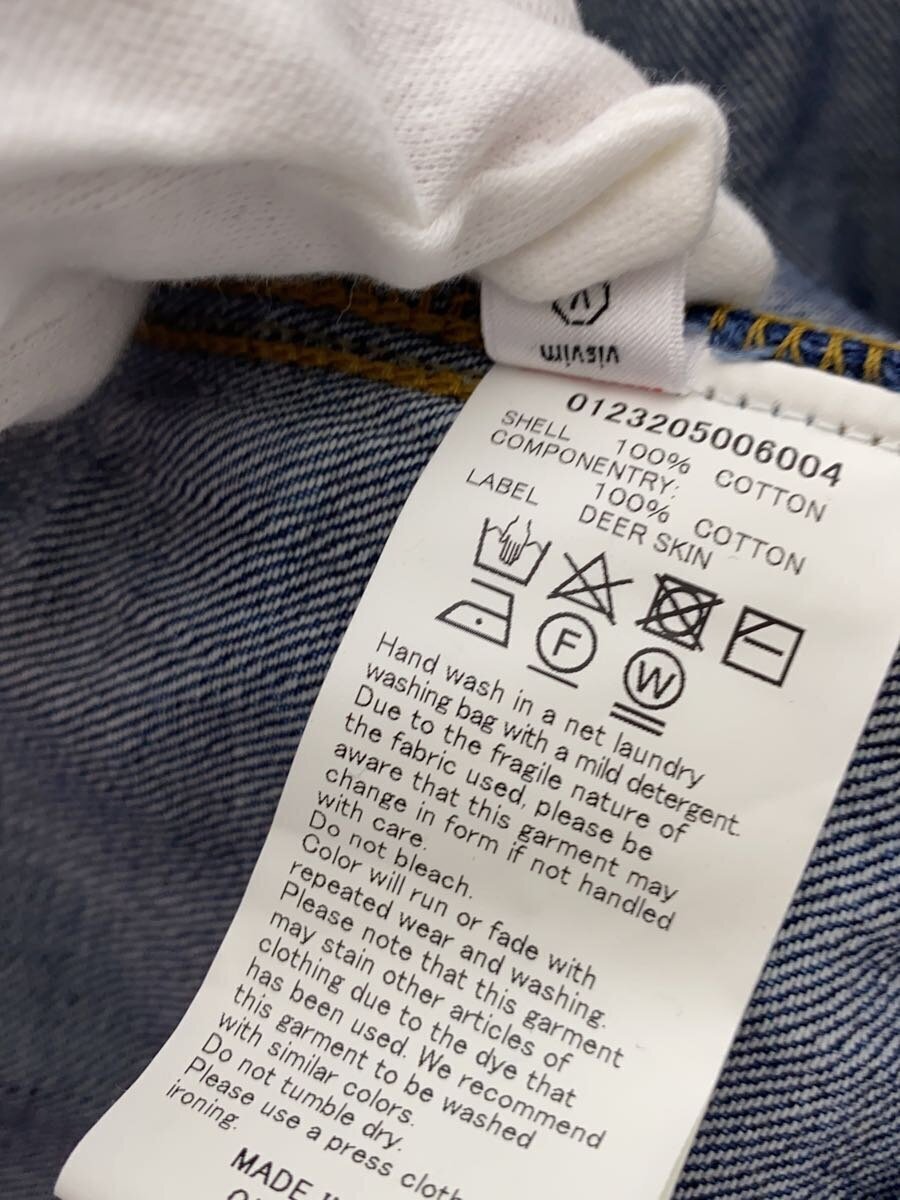 visvim
0123205006004
SHELL 100% COTTON
COMPONENTRY:
100% COTTON
LABEL DEER SKIN
F
W
Hand wash in a net laundry
washing bag with a mild detergent.
Due to the fragile nature of
the fabric used, please be
aware that this garment may
change in form if not handled
with care.
Do not bleach.
Color will run or fade with
repeated wear and washing.
Please note that this garment
may stain other articles of
clothing due to the dye that
has been used. We recommend
this garment to be washed
with similar colors.
Do not tumble dry.
Please use a press cloth
ironing.
MADE